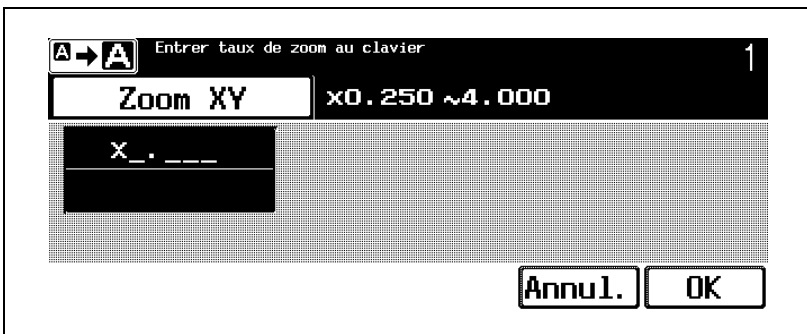 A→A Entrer taux de zoom au clavier 1
Zoom XY x0.250 ~4.000
x_.___
Annul. OK